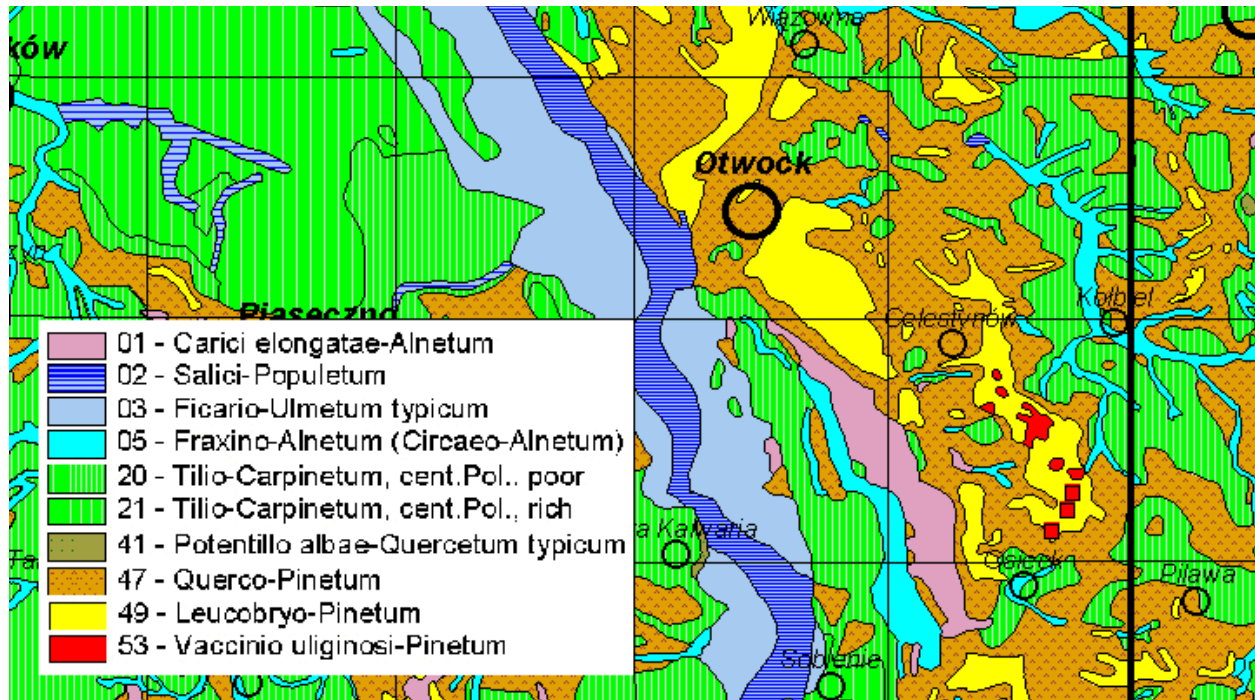 Wiązowna
ków
Otwock
Piaseczno
Kołbiel
Celestynów
01 - Carici elongatae-Alnetum
02 - Salici-Populetum
03 - Ficario-Ulmetum typicum
05 - Fraxino-Alnetum (Circaeo-Alnetum)
20 - Tilio-Carpinetum, cent.Pol., poor
21 - Tilio-Carpinetum, cent.Pol., rich
41 - Potentillo albae-Quercetum typicum
47 - Querco-Pinetum
49 - Leucobryo-Pinetum
53 - Vaccinio uliginosi-Pinetum
a Kalwaria
Osieck
Pilawa
Sobienie